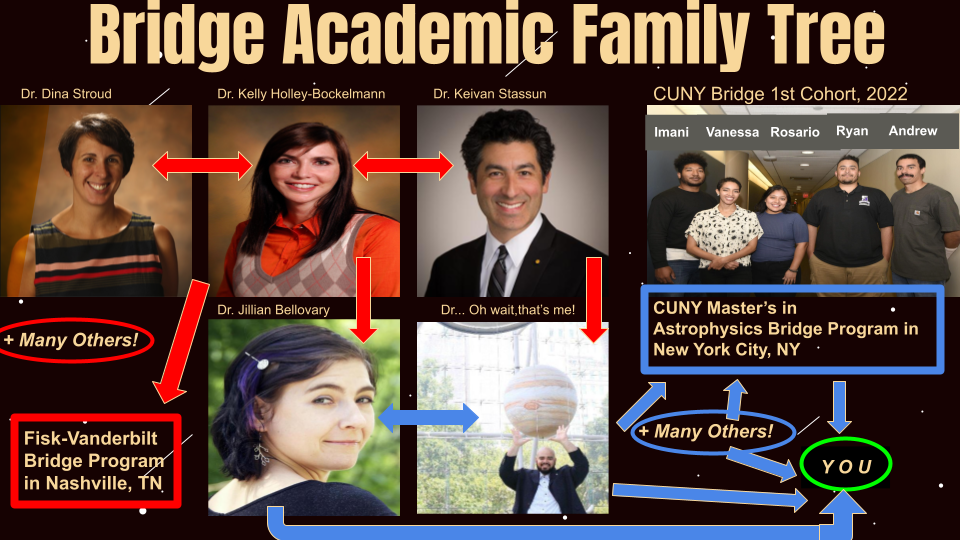 Bridge Academic Family Tree
Dr. Dina Stroud
Dr. Kelly Holley-Bockelmann
Dr. Keivan Stassun
CUNY Bridge 1st Cohort, 2022
Imani Vanessa Rosario Ryan Andrew
Dr. Jillian Bellovary
Dr... Oh wait,that's me!
CUNY Master's in
Astrophysics Bridge Program in
New York City, NY
+ Many Others!
Fisk-Vanderbilt
Bridge Program
in Nashville, TN
+ Many Others!
Y O U